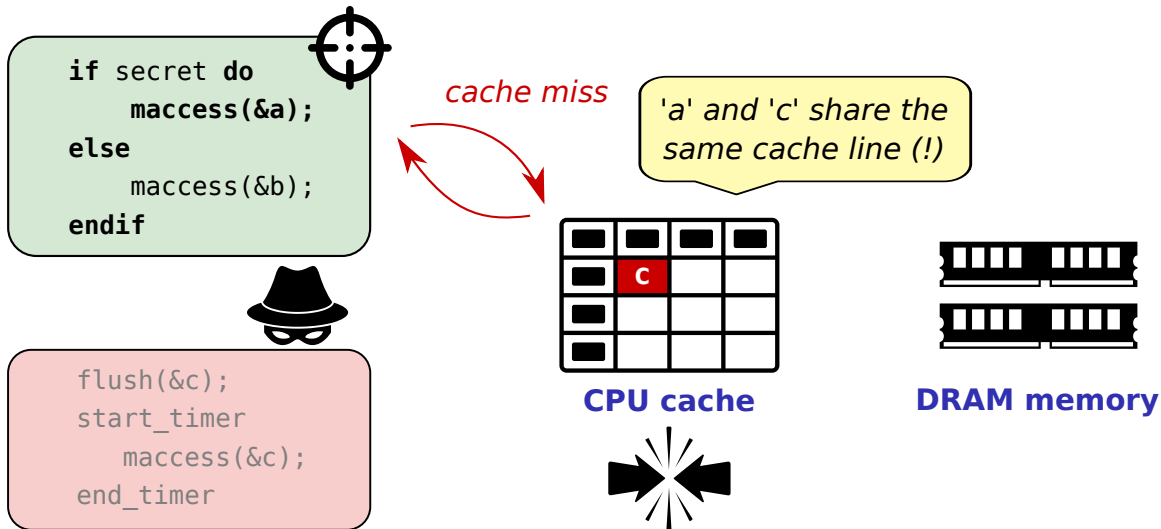 if secret do
maccess(&a);
else
maccess(&b);
endif
cache miss
'a' and 'c' share the
same cache line (!)
C
CPU cache
DRAM memory
flush(&c);
start_timer
maccess(&c);
end_timer